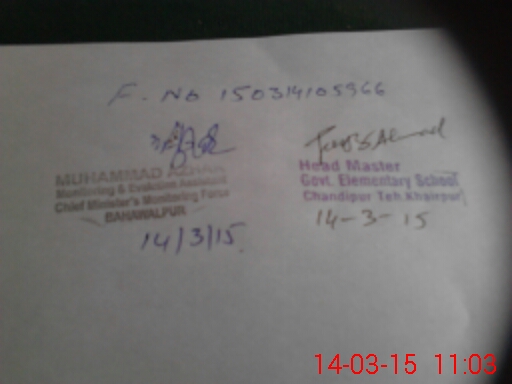 F. No 150314105966
MUHAMMAD
Monitoring & Evalution Assistant
Chief Minister's Monitoring Force
BAHAWALPUR
14/3/15
Head Master
Govt. Elementary School
Chandipur Teh.Khairpur
14-3-15
14-03-15 11:03